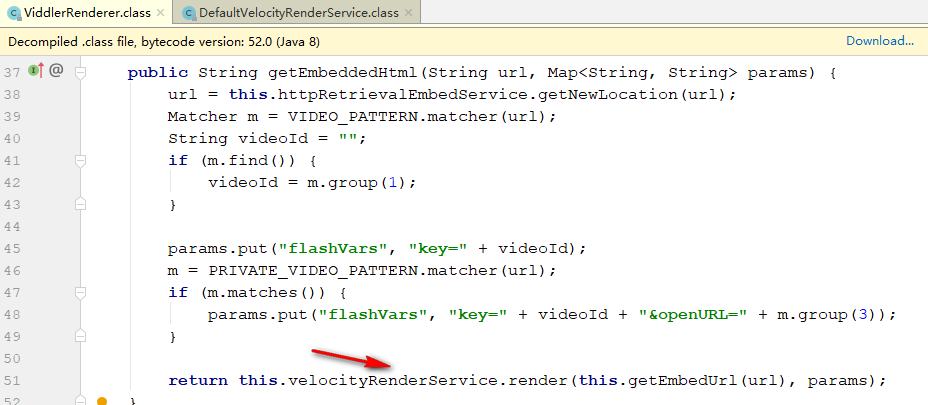 ViddlerRenderer.class × DefaultVelocityRenderService.class ×
Decompiled .class file, bytecode version: 52.0 (Java 8) Download...
37 @ public String getEmbeddedHtml(String url, Map<String, String> params) {
38 url = this.httpRetrievalEmbedService.getNewLocation(url);
39 Matcher m = VIDEO_PATTERN.matcher(url);
40 String videoId = "";
41 if (m.find()) {
42 videoId = m.group(1);
43 }
44
45 params.put("flashVars", "key=" + videoId);
46 m = PRIVATE_VIDEO_PATTERN.matcher(url);
47 if (m.matches()) {
48 params.put("flashVars", "key=" + videoId + "&openURL=" + m.group(3));
49 }
50
51 return this.velocityRenderService.render(this.getEmbedUrl(url), params);
52 }